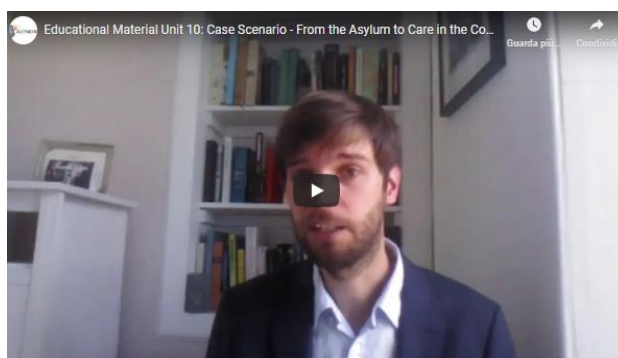 Educational Material Unit 10: Case Scenario - From the Asylum to Care in the Co...
Guarda più...
Condividi